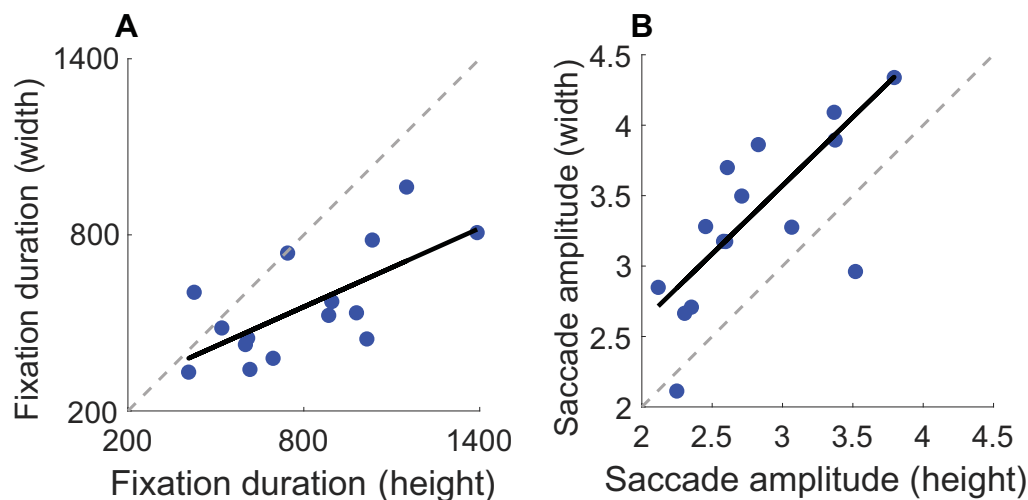 A
Fixation duration (width)
1400
800
200
200 800 1400
Fixation duration (height)
B
Saccade amplitude (width)
4.5
4
3.5
3
2.5
2
2 2.5 3 3.5 4 4.5
Saccade amplitude (height)